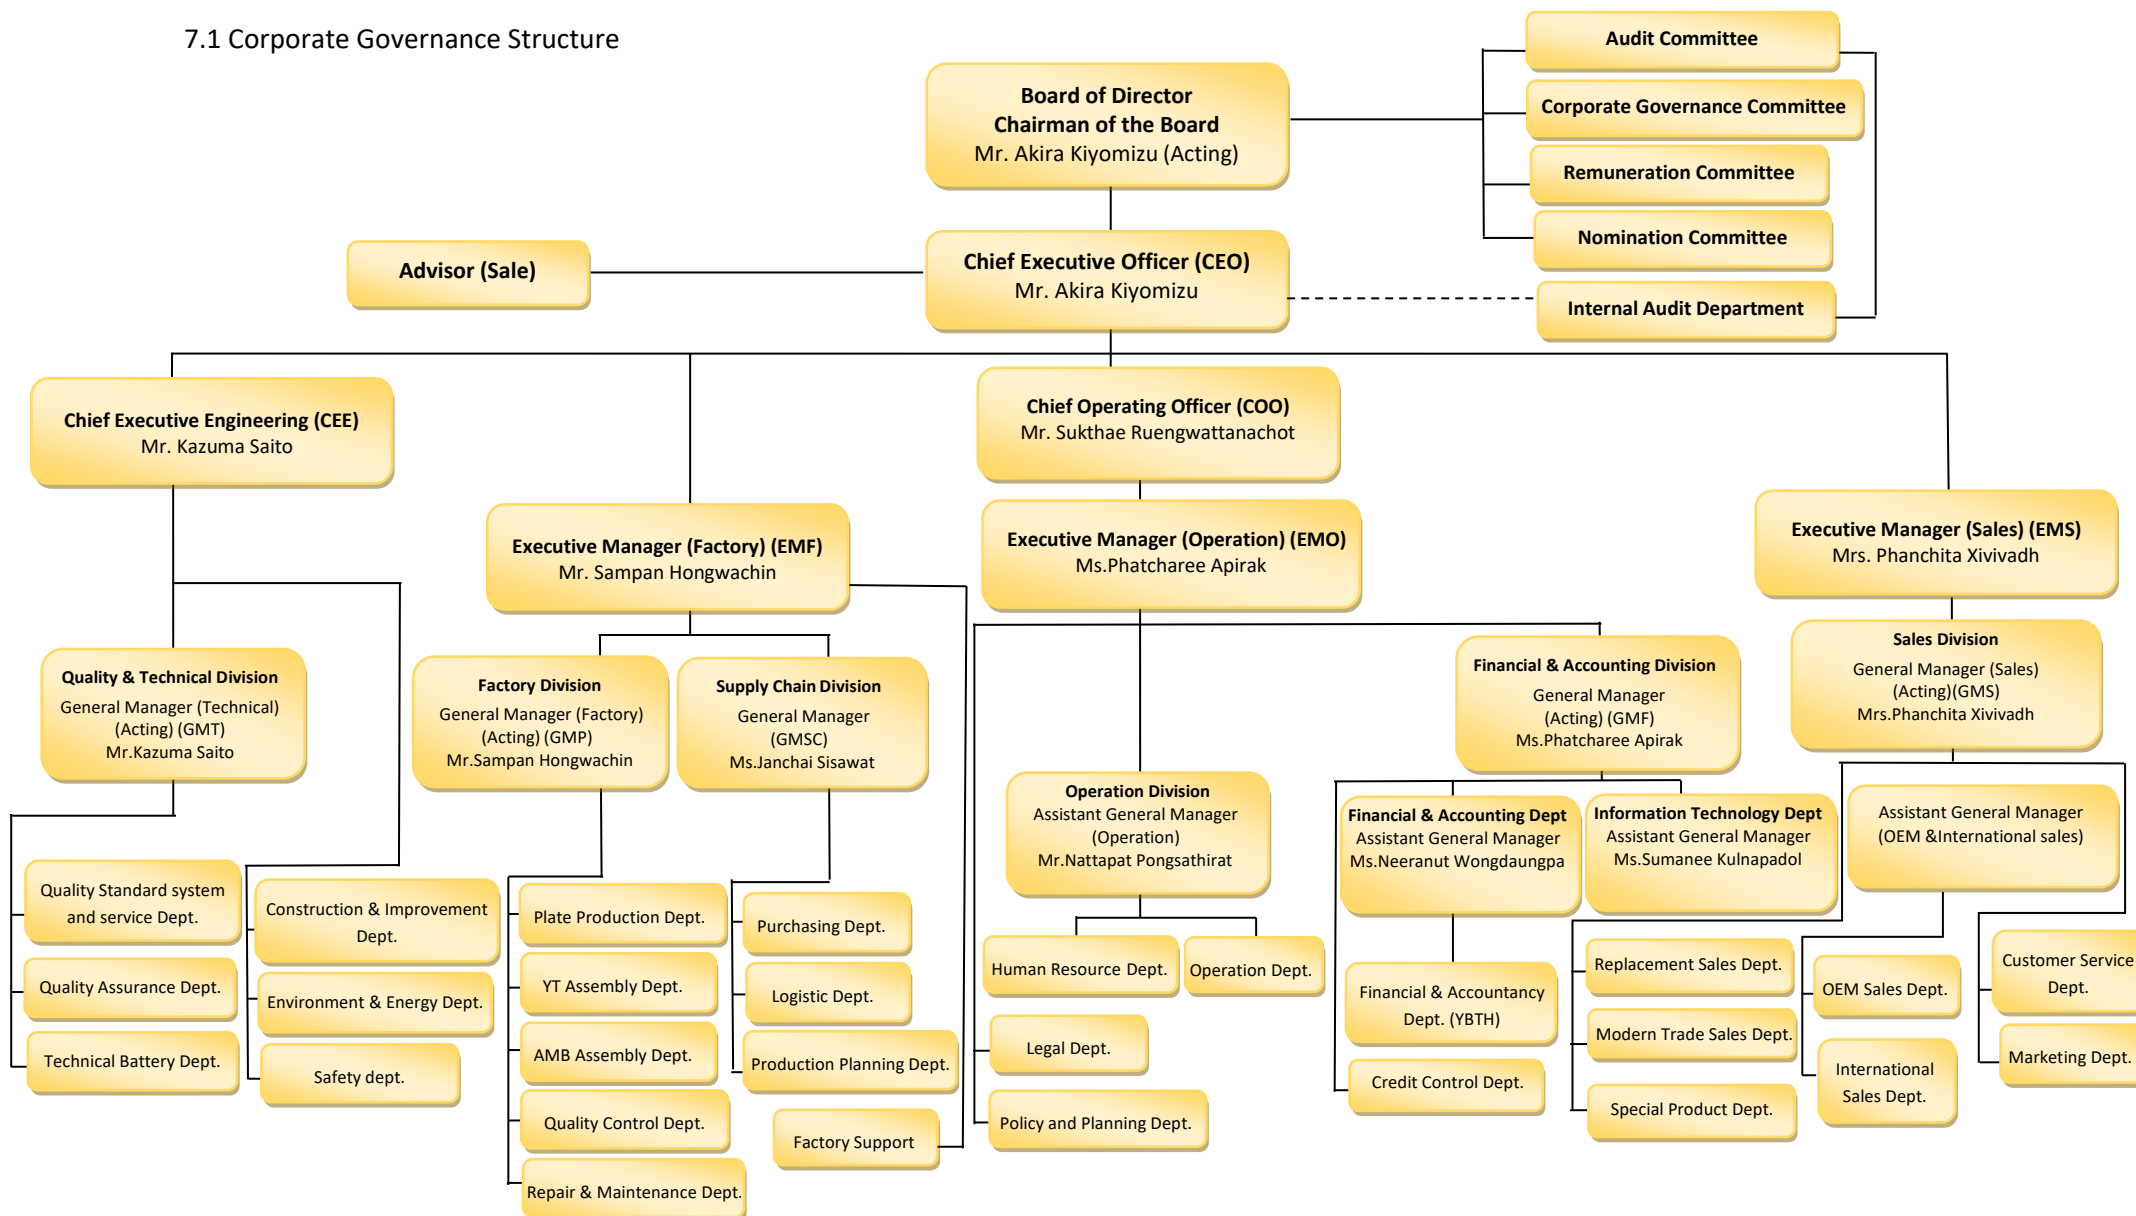 7.1 Corporate Governance Structure
Audit Committee
Board of Director
Chairman of the Board
Mr. Akira Kiyomizu (Acting)
Corporate Governance Committee
Remuneration Committee
Nomination Committee
Advisor (Sale)
Chief Executive Officer (CEO)
Mr. Akira Kiyomizu
Internal Audit Department
Chief Executive Engineering (CEE)
Mr. Kazuma Saito
Chief Operating Officer (COO)
Mr. Sukthae Ruengwattanachot
Executive Manager (Factory) (EMF)
Mr. Sampan Hongwachin
Executive Manager (Operation) (EMO)
Ms.Phatcharee Apirak
Executive Manager (Sales) (EMS)
Mrs. Phanchita Xivivadh
Quality & Technical Division
General Manager (Technical)
(Acting) (GMT)
Mr.Kazuma Saito
Factory Division
General Manager (Factory)
(Acting) (GMP)
Mr.Sampan Hongwachin
Supply Chain Division
General Manager
(GMSC)
Ms.Janchai Sisawat
Financial & Accounting Division
General Manager
(Acting) (GMF)
Ms.Phatcharee Apirak
Sales Division
General Manager (Sales)
(Acting)(GMS)
Mrs.Phanchita Xivivadh
Operation Division
Assistant General Manager
(Operation)
Mr.Nattapat Pongsathirat
Financial & Accounting Dept
Assistant General Manager
Ms.Neeranut Wongdaungpa
Information Technology Dept
Assistant General Manager
Ms.Sumanee Kulnapadol
Assistant General Manager
(OEM &International sales)
Quality Standard system
and service Dept.
Quality Assurance Dept.
Technical Battery Dept.
Construction & Improvement
Dept.
Environment & Energy Dept.
Safety dept.
Plate Production Dept.
YT Assembly Dept.
AMB Assembly Dept.
Quality Control Dept.
Repair & Maintenance Dept.
Purchasing Dept.
Logistic Dept.
Production Planning Dept.
Factory Support
Human Resource Dept.
Operation Dept.
Legal Dept.
Policy and Planning Dept.
Financial & Accountancy
Dept. (YBTH)
Credit Control Dept.
Replacement Sales Dept.
Modern Trade Sales Dept.
Special Product Dept.
OEM Sales Dept.
International
Sales Dept.
Customer Service
Dept.
Marketing Dept.